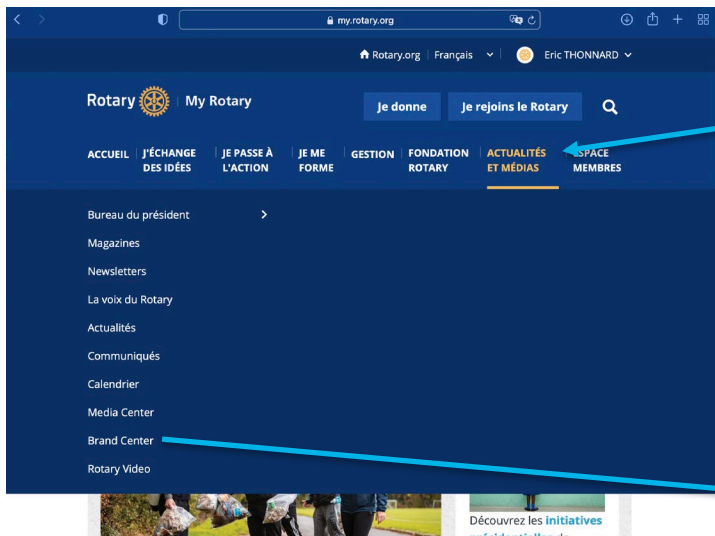 my.rotary.org
Rotary.org Français Eric THONNARD
Rotary My Rotary
Je donne Je rejoins le Rotary
ACCUEIL J'ÉCHANGE DES IDÉES JE PASSE À L'ACTION JE ME FORME GESTION FONDATION ROTARY ACTUALITÉS ET MÉDIAS ESPACE MEMBRES
Bureau du président
Magazines
Newsletters
La voix du Rotary
Actualités
Communiqués
Calendrier
Media Center
Brand Center
Rotary Video
Découvrez les initiatives
présidentielles de